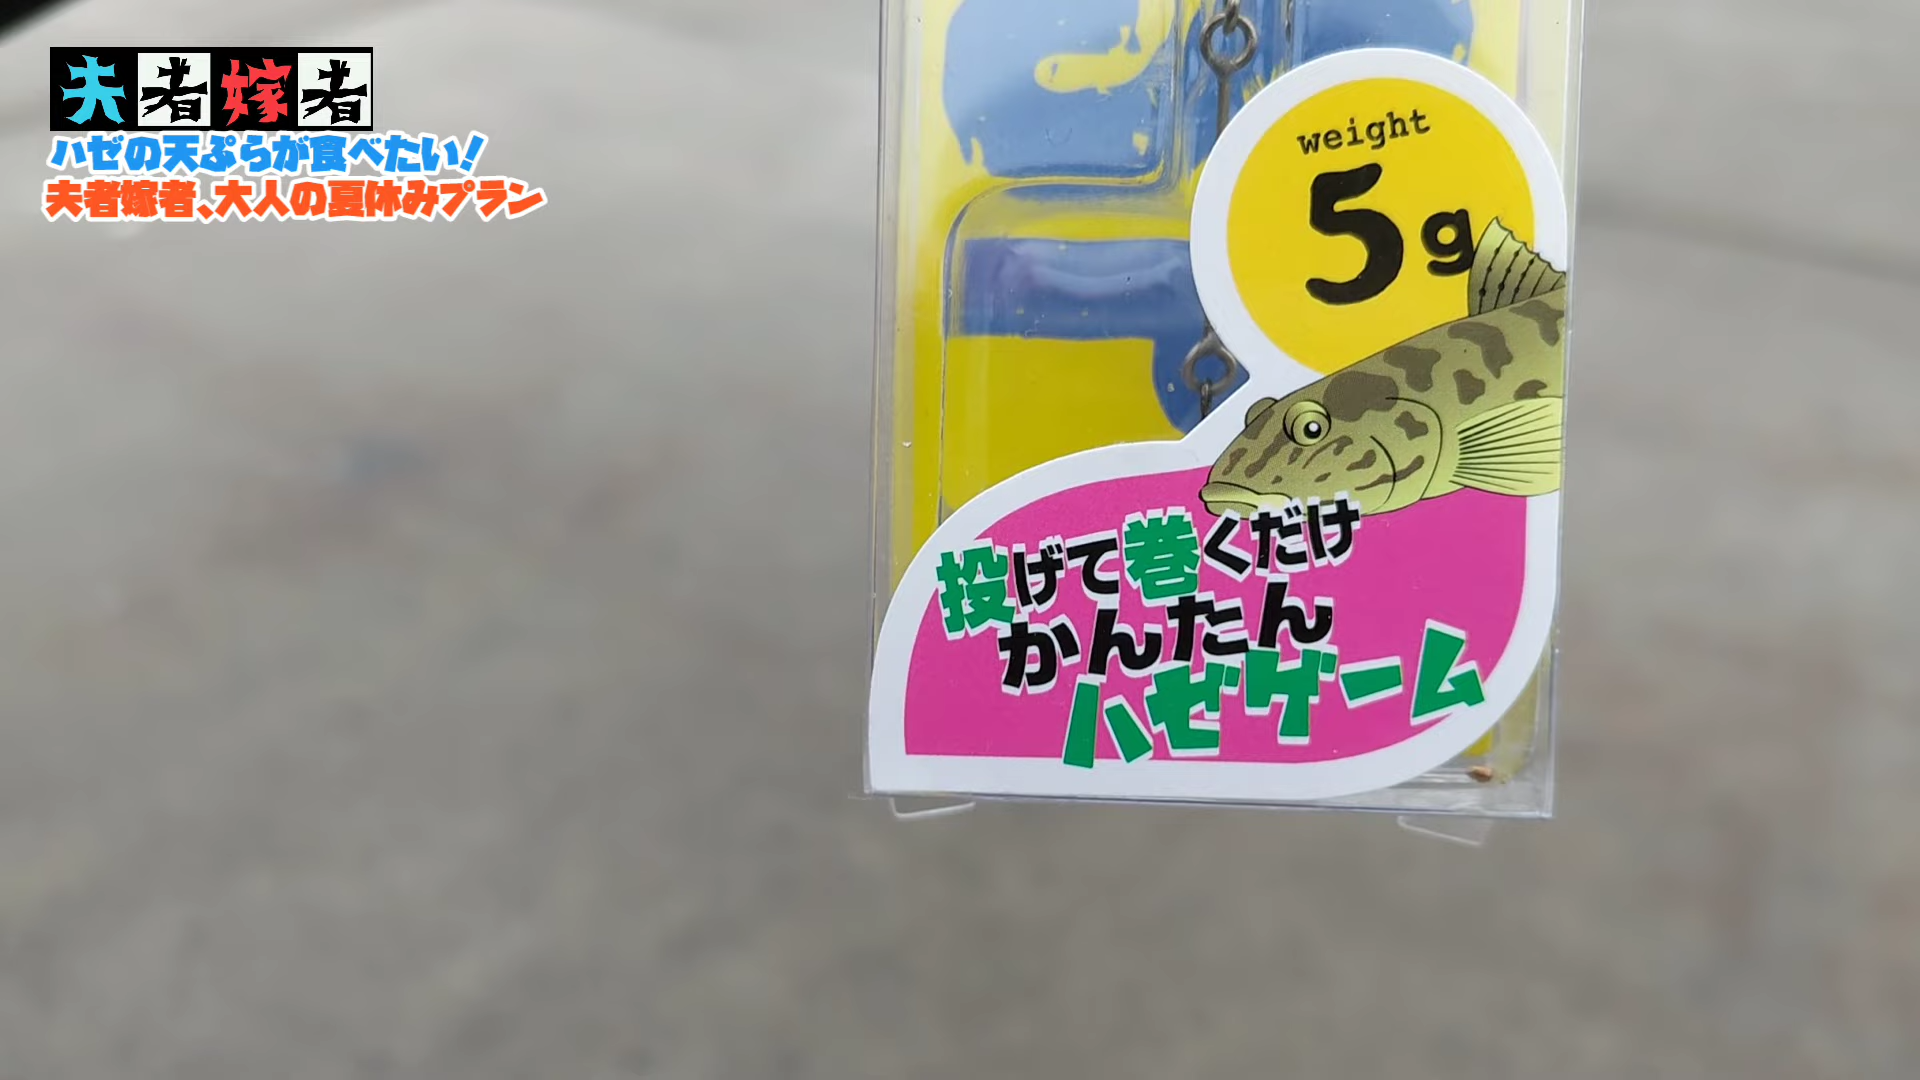 夫者嫁者
ハゼの天ぷらが食べたい!
夫者嫁者、大人の夏休みプラン
weight
5g
投げて巻くだけ
かんたん
ハゼゲーム